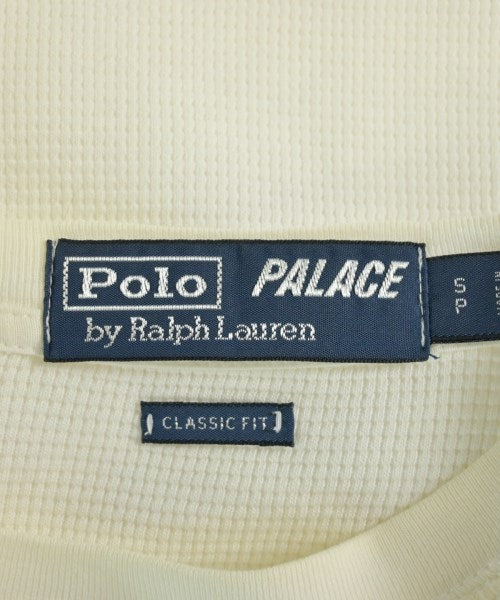 Polo PALACE
by Ralph Lauren
S
P
CLASSIC FIT